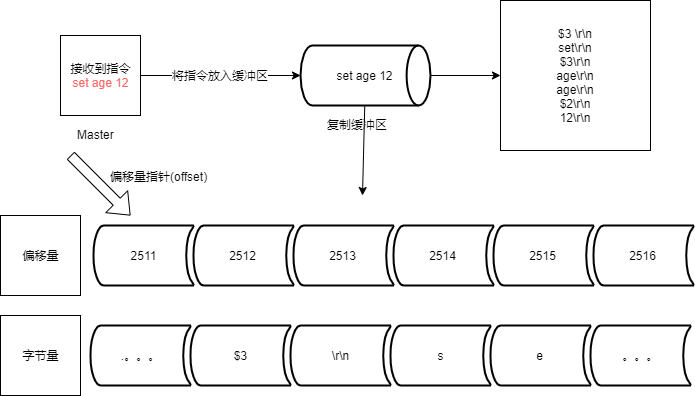 接收到指令
set age 12
Master
将指令放入缓冲区
set age 12
复制缓冲区
$3 \r\n
set\r\n
$3\r\n
age\r\n
age\r\n
$2\r\n
12\r\n
偏移量指针(offset)
偏移量
2511
2512
2513
2514
2515
2516
字节量
.。。。
$3
\r\n
s
e
。。。